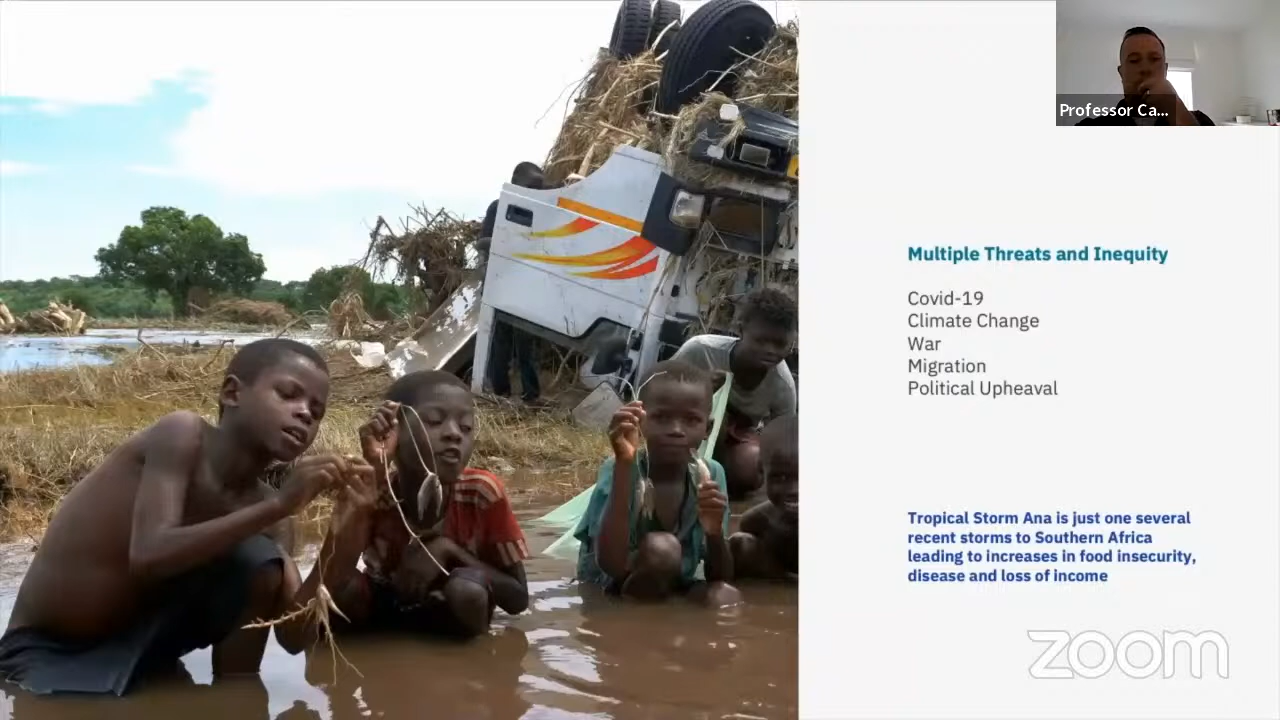 Professor Ca...
Multiple Threats and Inequity
Covid-19
Climate Change
War
Migration
Political Upheaval
Tropical Storm Ana is just one several
recent storms to Southern Africa
leading to increases in food insecurity,
disease and loss of income
zoom